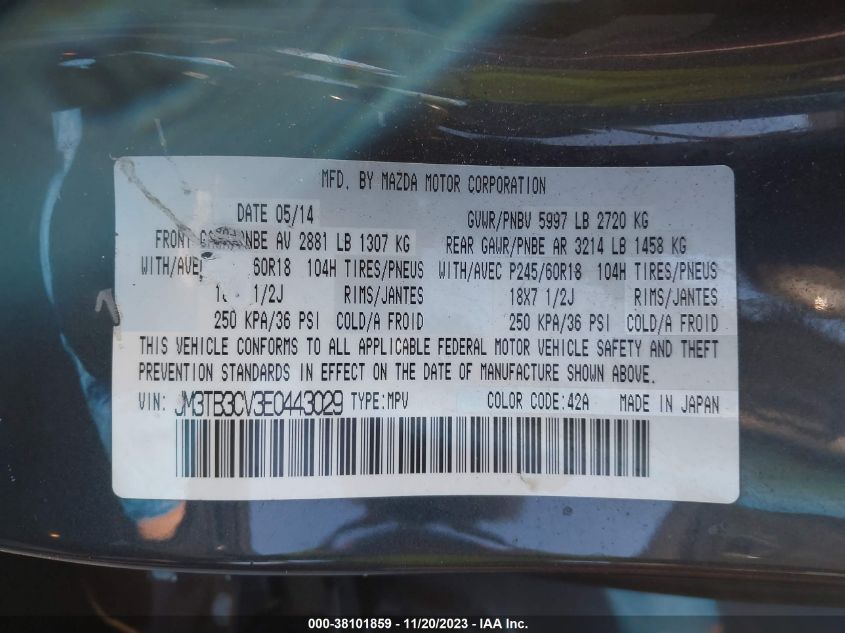 MFD. BY MAZDA MOTOR CORPORATION
DATE 05/14 GVWR/PNBV 5997 LB 2720 KG
FRONT AV 2881 LB 1307 KG REAR GAWR/PNBE AR 3214 LB 1458 KG
WITH/AVEC 60R18 104H TIRES/PNEUS WITH/AVEC P245/60R18 104H TIRES/PNEUS
1/2J RIMS/JANTES 18X7 1/2J RIMS/JANTES
250 KPA/36 PSI COLD/A FROID 250 KPA/36 PSI COLD/A FROID
THIS VEHICLE CONFORMS TO ALL APPLICABLE FEDERAL MOTOR VEHICLE SAFETY AND THEFT
PREVENTION STANDARDS IN EFFECT ON THE DATE OF MANUFACTURE SHOWN ABOVE.
VIN: JM3TB3CV3E0443029 TYPE:MPV COLOR CODE:42A MADE IN JAPAN
000-38101859 - 11/20/2023 - IAA Inc.